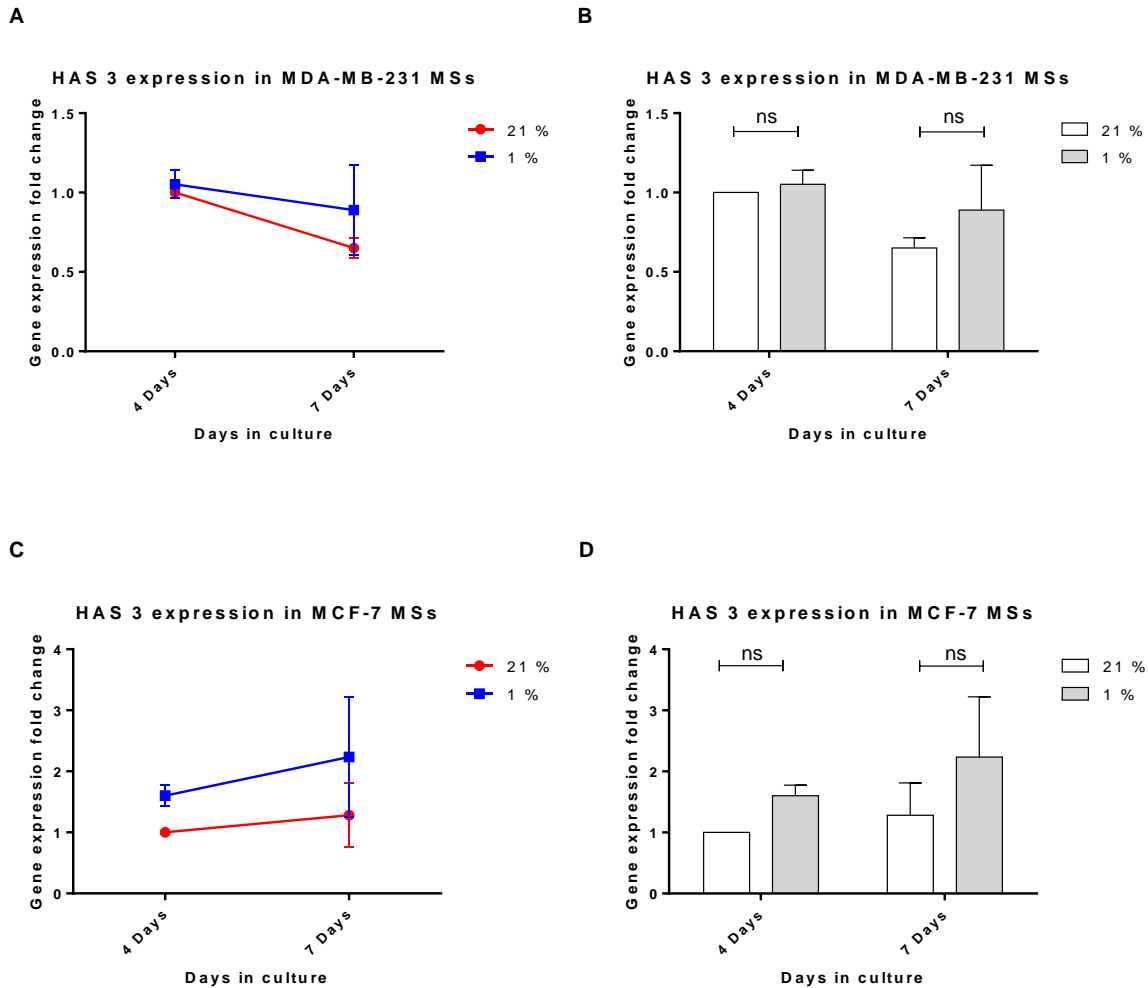 A
HAS 3 expression in MDA-MB-231 MSs
Gene expression fold change
1.5
1.0
0.5
0.0
21 %
1 %
4 Days
7 Days
Days in culture
B
HAS 3 expression in MDA-MB-231 MSs
Gene expression fold change
1.5
1.0
0.5
0.0
ns
ns
21 %
1 %
4 Days
7 Days
Days in culture
C
HAS 3 expression in MCF-7 MSs
Gene expression fold change
4
3
2
1
0
21 %
1 %
4 Days
7 Days
Days in culture
D
HAS 3 expression in MCF-7 MSs
Gene expression fold change
4
3
2
1
0
ns
ns
21 %
1 %
4 Days
7 Days
Days in culture